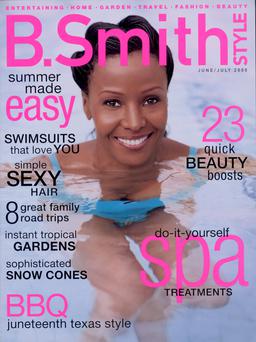 ENTERTAINING · HOME · GARDEN · TRAVEL · FASHION · BEAUTY
B.Smith
STYLE
JUNE/JULY 2000
summer
made
easy
SWIMSUITS
that love YOU
simple
SEXY
HAIR
8 great family
road trips
instant tropical
GARDENS
sophisticated
SNOW CONES
BBQ
juneteenth texas style
23
quick
BEAUTY
boosts
do-it-yourself
spa
TREATMENTS